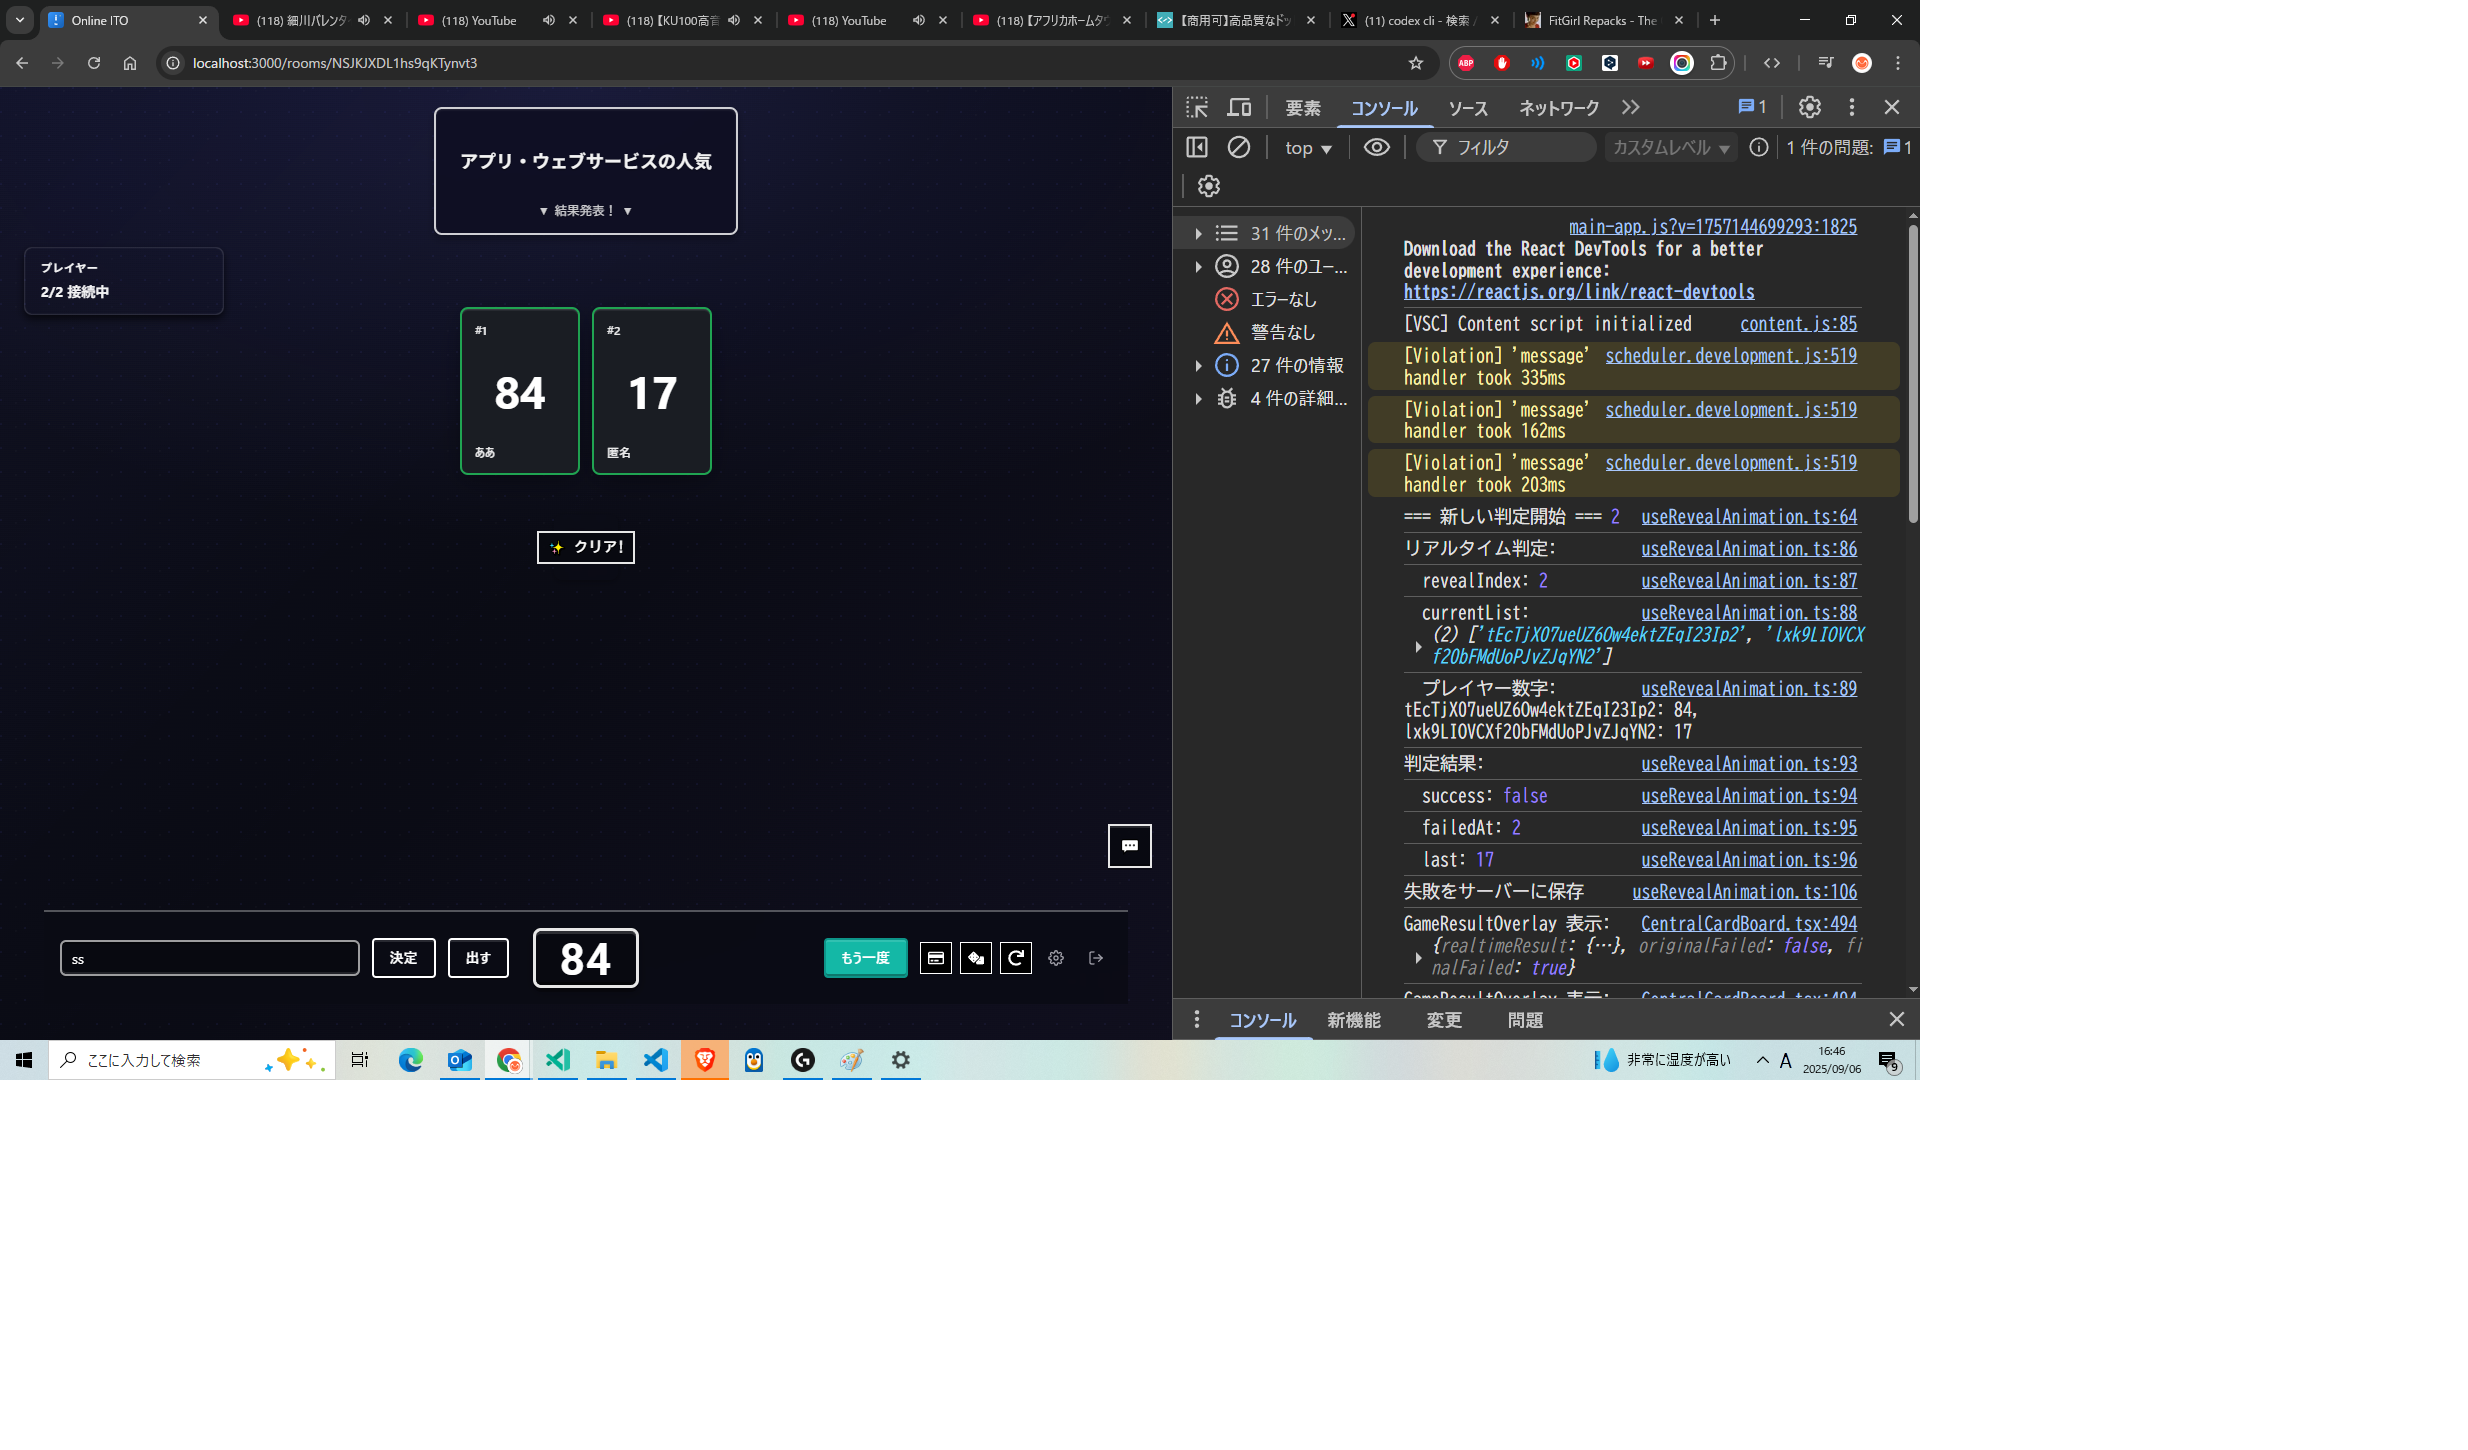 Online ITO
(118) 細川バレンタ
(118) YouTube
(118)【KU100高音
(118) YouTube
(118)【アフリカホームタウ
【商用可】高品質なドッ
(11) codex cli - 検索 /
FitGirl Repacks - The
localhost:3000/rooms/NSJKJXDL1hs9qKTynvt3
アプリ・ウェブサービスの人気
▼ 結果発表！ ▼
プレイヤー
2/2 接続中
#1
84
ああ
#2
17
匿名
✨ クリア!
ss
決定
出す
84
もう一度
要素
コンソール
ソース
ネットワーク
1
top ▼
フィルタ
カスタムレベル ▼
1 件の問題: 1
31 件のメッ...
28 件のユー...
エラーなし
警告なし
27 件の情報
4 件の詳細...
main-app.js?v=1757144699293:1825
Download the React DevTools for a better
development experience:
https://reactjs.org/link/react-devtools
[VSC] Content script initialized content.js:85
[Violation] 'message' scheduler.development.js:519
handler took 335ms
[Violation] 'message' scheduler.development.js:519
handler took 162ms
[Violation] 'message' scheduler.development.js:519
handler took 203ms
=== 新しい判定開始 === 2 useRevealAnimation.ts:64
リアルタイム判定: useRevealAnimation.ts:86
revealIndex: 2 useRevealAnimation.ts:87
currentList: useRevealAnimation.ts:88
(2) ['tEcTjXO7ueUZ6Ow4ektZEqI23Ip2', 'lxk9LIOVCX
f2ObFMdUoPJvZJqYN2']
プレイヤー数字: useRevealAnimation.ts:89
tEcTjXO7ueUZ6Ow4ektZEqI23Ip2: 84,
lxk9LIOVCXf2ObFMdUoPJvZJqYN2: 17
判定結果: useRevealAnimation.ts:93
success: false useRevealAnimation.ts:94
failedAt: 2 useRevealAnimation.ts:95
last: 17 useRevealAnimation.ts:96
失敗をサーバーに保存 useRevealAnimation.ts:106
GameResultOverlay 表示: CentralCardBoard.tsx:494
{realtimeResult: {…}, originalFailed: false, fi
nalFailed: true}
GameResultOverlay 表示: CentralCardBoard.tsx:494
コンソール
新機能
変更
問題
ここに入力して検索
非常に湿度が高い
A
16:46
2025/09/06
9